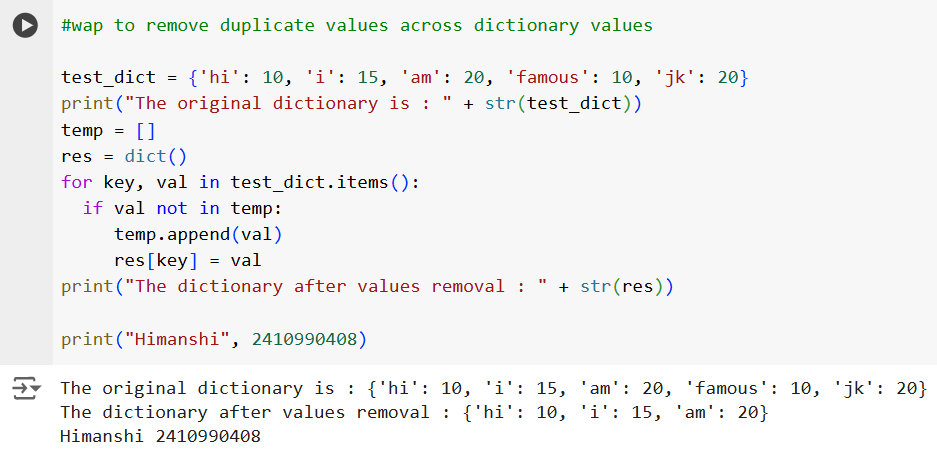 #wap to remove duplicate values across dictionary values
test_dict = {'hi': 10, 'i': 15, 'am': 20, 'famous': 10, 'jk': 20}
print("The original dictionary is : " + str(test_dict))
temp = []
res = dict()
for key, val in test_dict.items():
  if val not in temp:
     temp.append(val)
     res[key] = val
print("The dictionary after values removal : " + str(res))
print("Himanshi", 2410990408)
The original dictionary is : {'hi': 10, 'i': 15, 'am': 20, 'famous': 10, 'jk': 20}
The dictionary after values removal : {'hi': 10, 'i': 15, 'am': 20}
Himanshi 2410990408